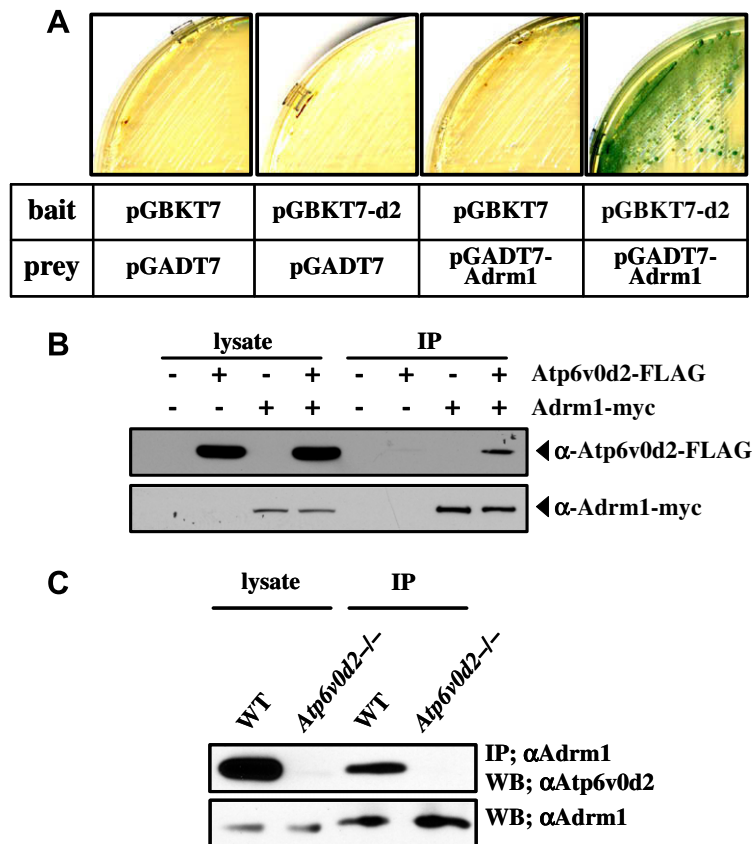 A
bait pGBKT7 pGBKT7-d2 pGBKT7 pGBKT7-d2
prey pGADT7 pGADT7 pGADT7-Adrm1 pGADT7-Adrm1
B
lysate IP
- + - + - + - + Atp6v0d2-FLAG
- - + + - - + + Adrm1-myc
α-Atp6v0d2-FLAG
α-Adrm1-myc
C
lysate IP
WT Atp6v0d2–/– WT Atp6v0d2–/–
IP; αAdrm1
WB; αAtp6v0d2
WB; αAdrm1